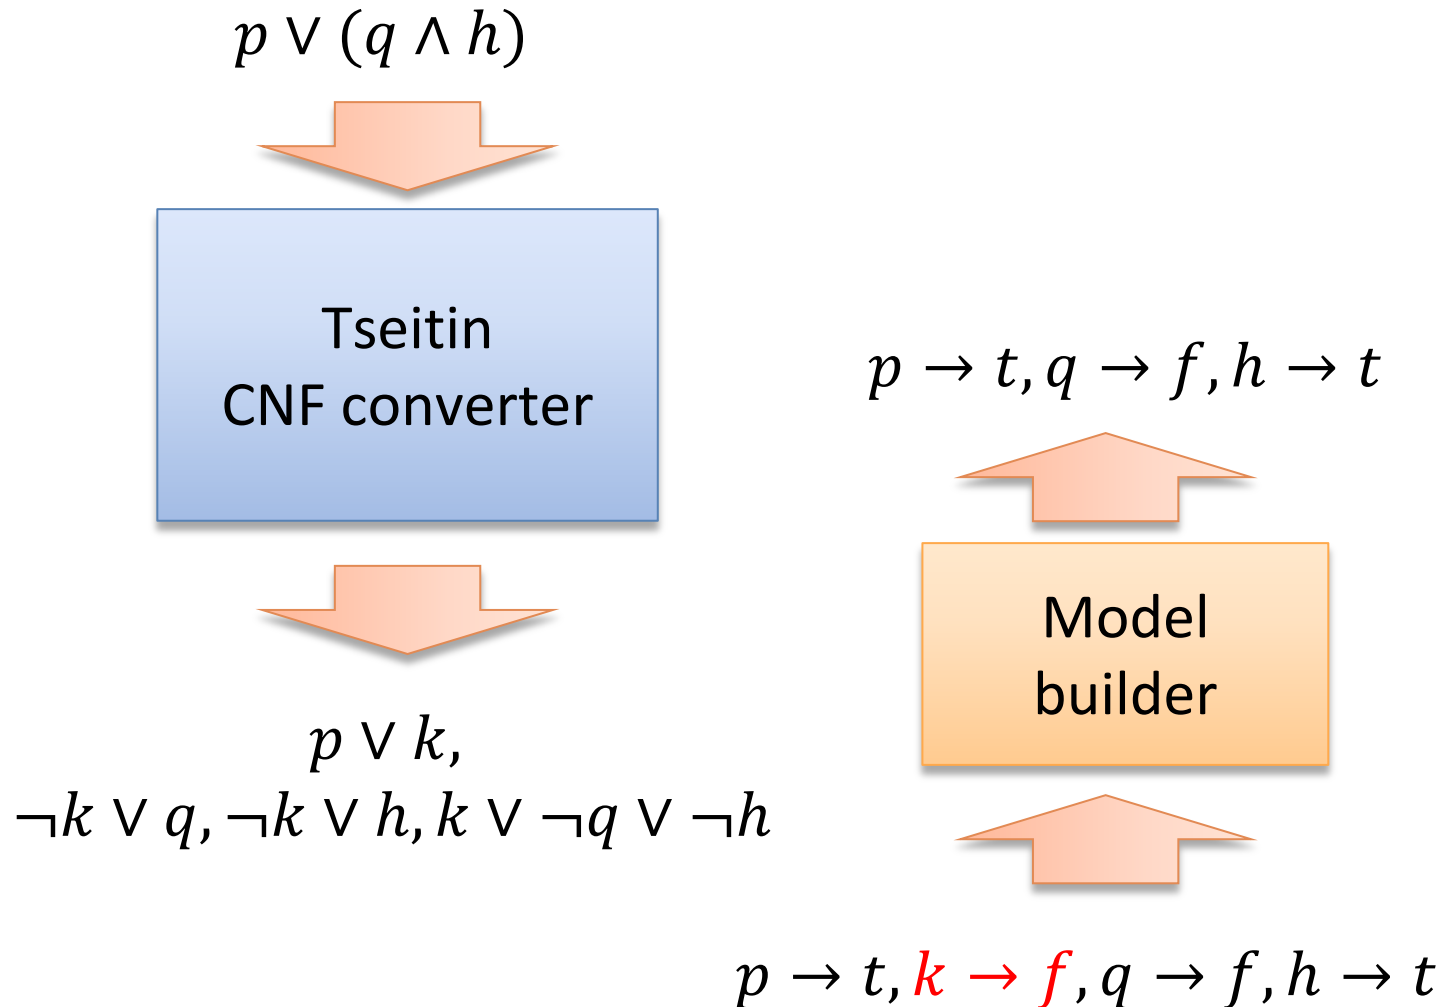 p ∨ (q ∧ h)
Tseitin
CNF converter
p ∨ k,
¬k ∨ q, ¬k ∨ h, k ∨ ¬q ∨ ¬h
p → t, q → f, h → t
Model
builder
p → t, k → f, q → f, h → t